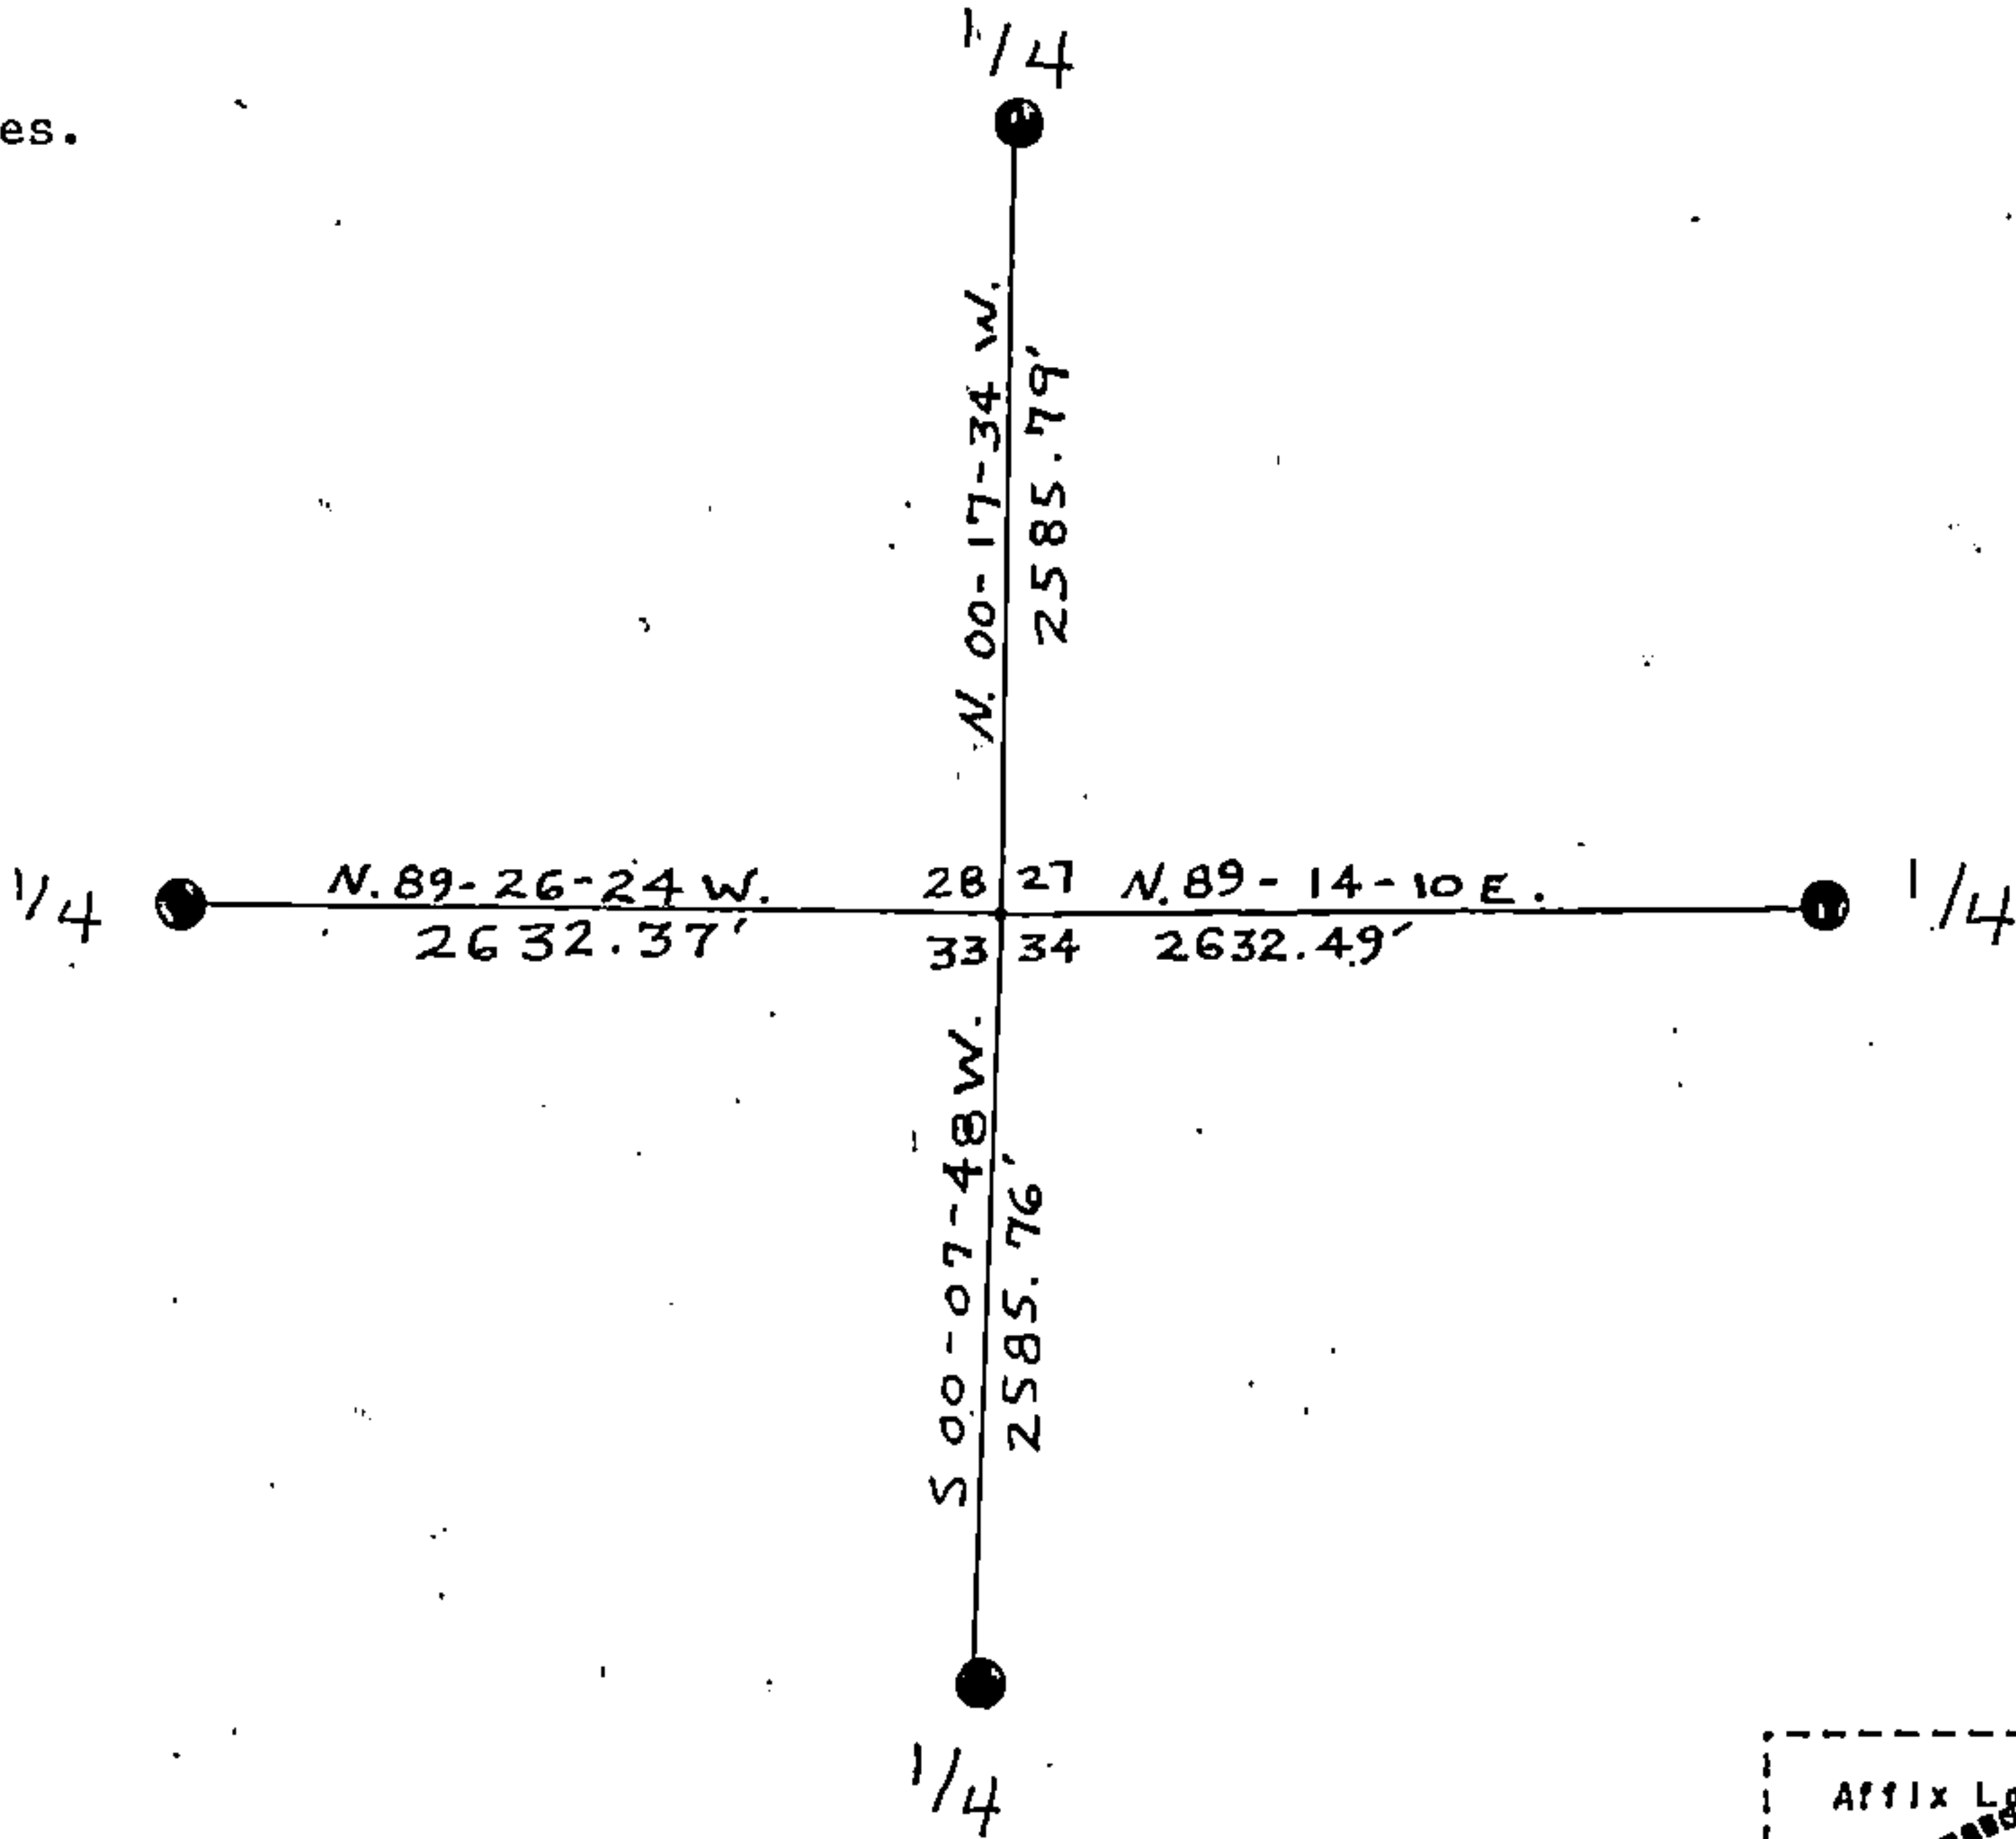 1/4
es.
N. 00-17-34 W.
2585.79'
1/4
N. 89-26-24 W.
28 27
N. 89-14-10 E.
1/4
2632.37'
33 34
2632.49'
S 00-07-48 W.
2585.76'
1/4
Affix